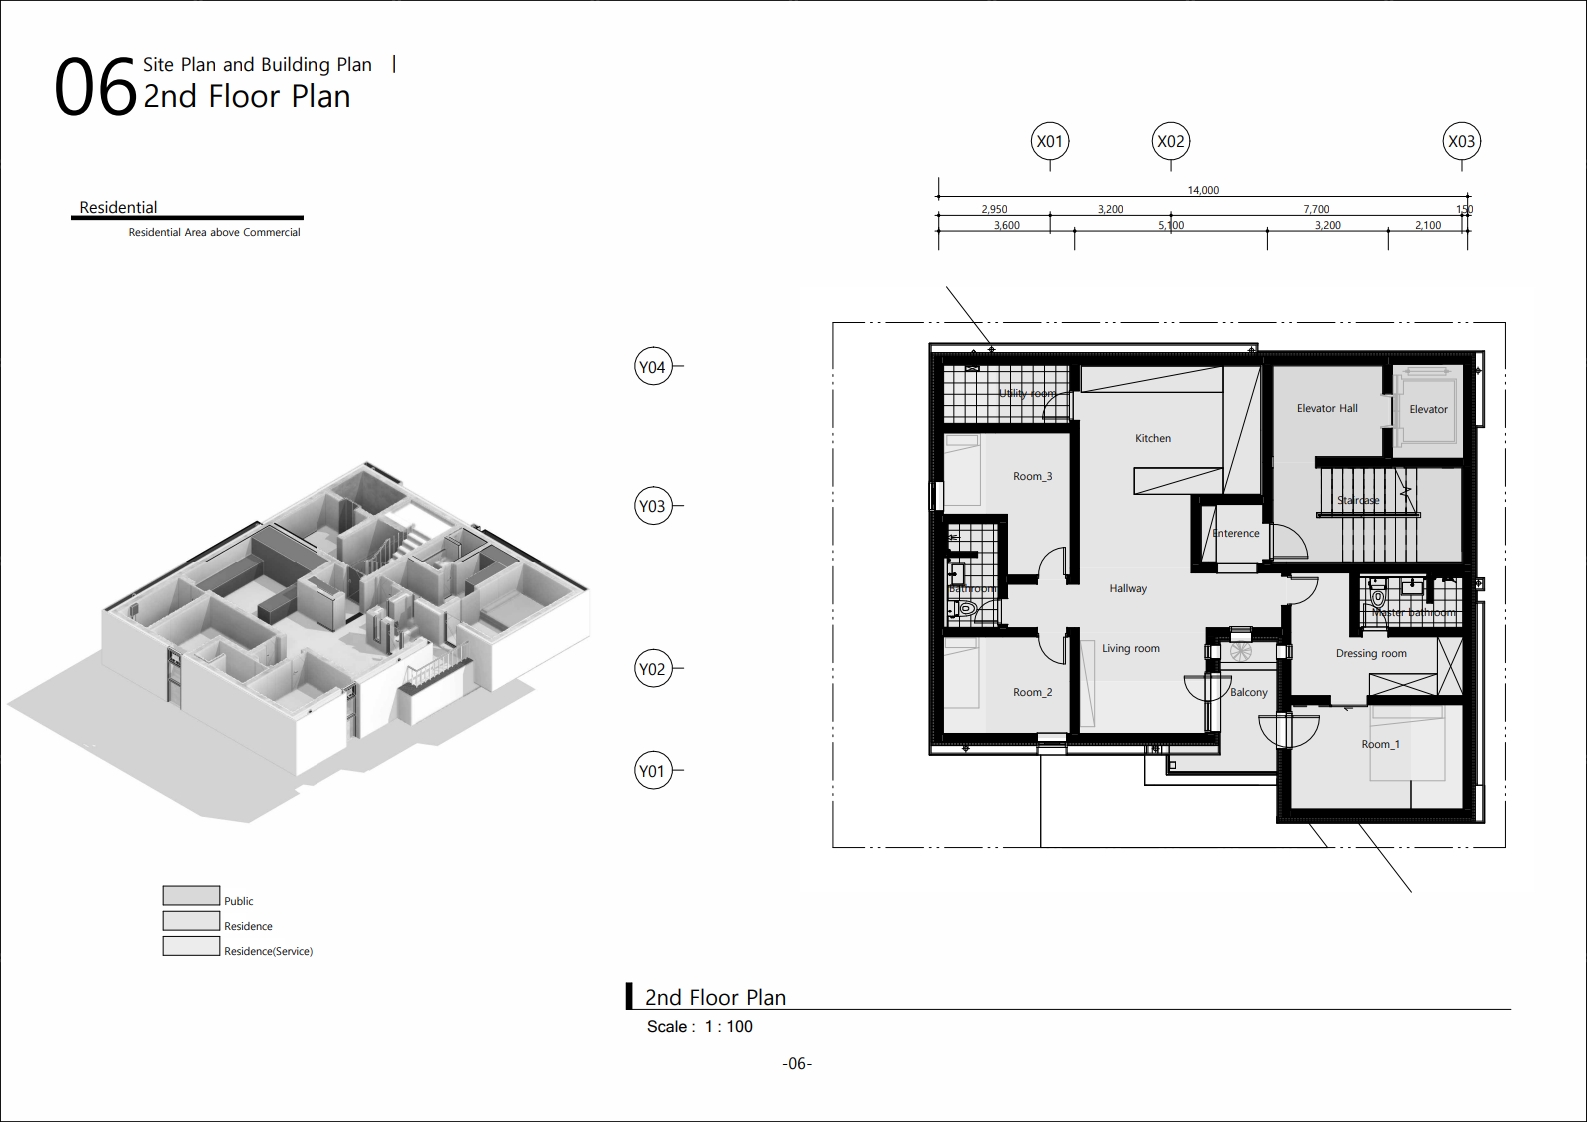 06
Site Plan and Building Plan |
2nd Floor Plan
Residential
Residential Area above Commercial
X01 X02 X03
14,000
2,950 3,200 7,700 150
3,600 5,100 3,200 2,100
Y04
Y03
Y02
Y01
Utility room
Kitchen
Elevator Hall
Elevator
Room_3
Staircase
Enterence
Bathroom
Hallway
Master bathroom
Living room
Dressing room
Room_2
Balcony
Room_1
Public
Residence
Residence(Service)
2nd Floor Plan
Scale : 1 : 100
-06-